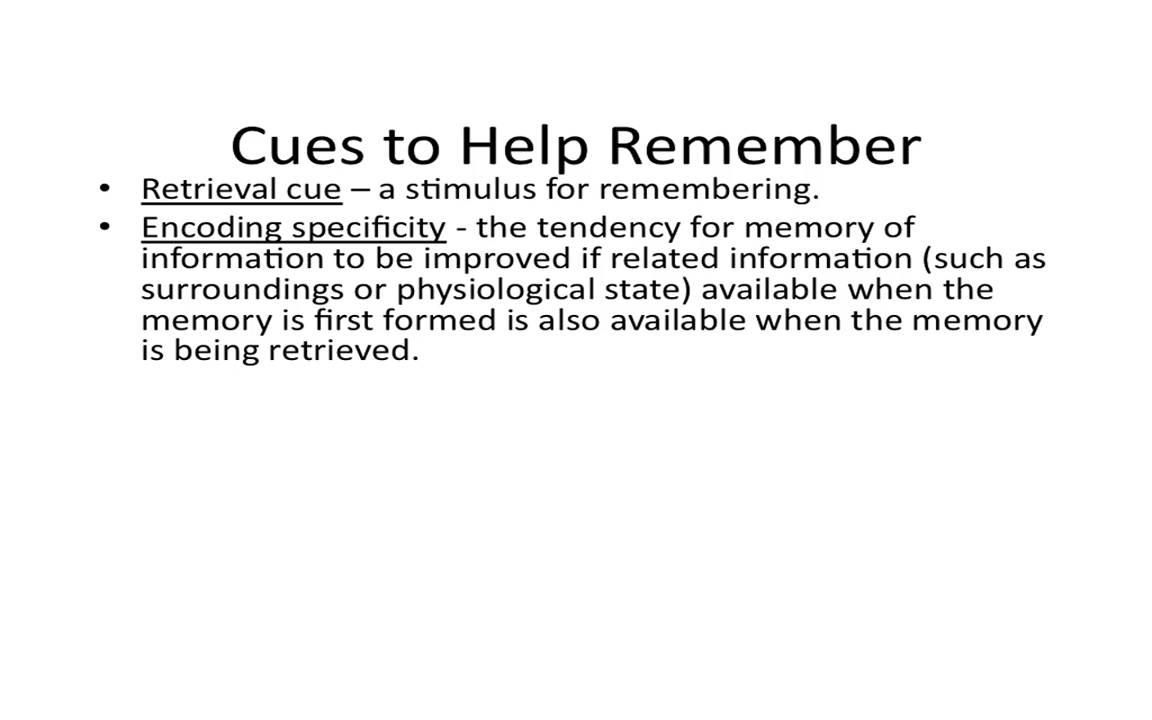 Cues to Help Remember
• Retrieval cue – a stimulus for remembering.
• Encoding specificity - the tendency for memory of
information to be improved if related information (such as
surroundings or physiological state) available when the
memory is first formed is also available when the memory
is being retrieved.